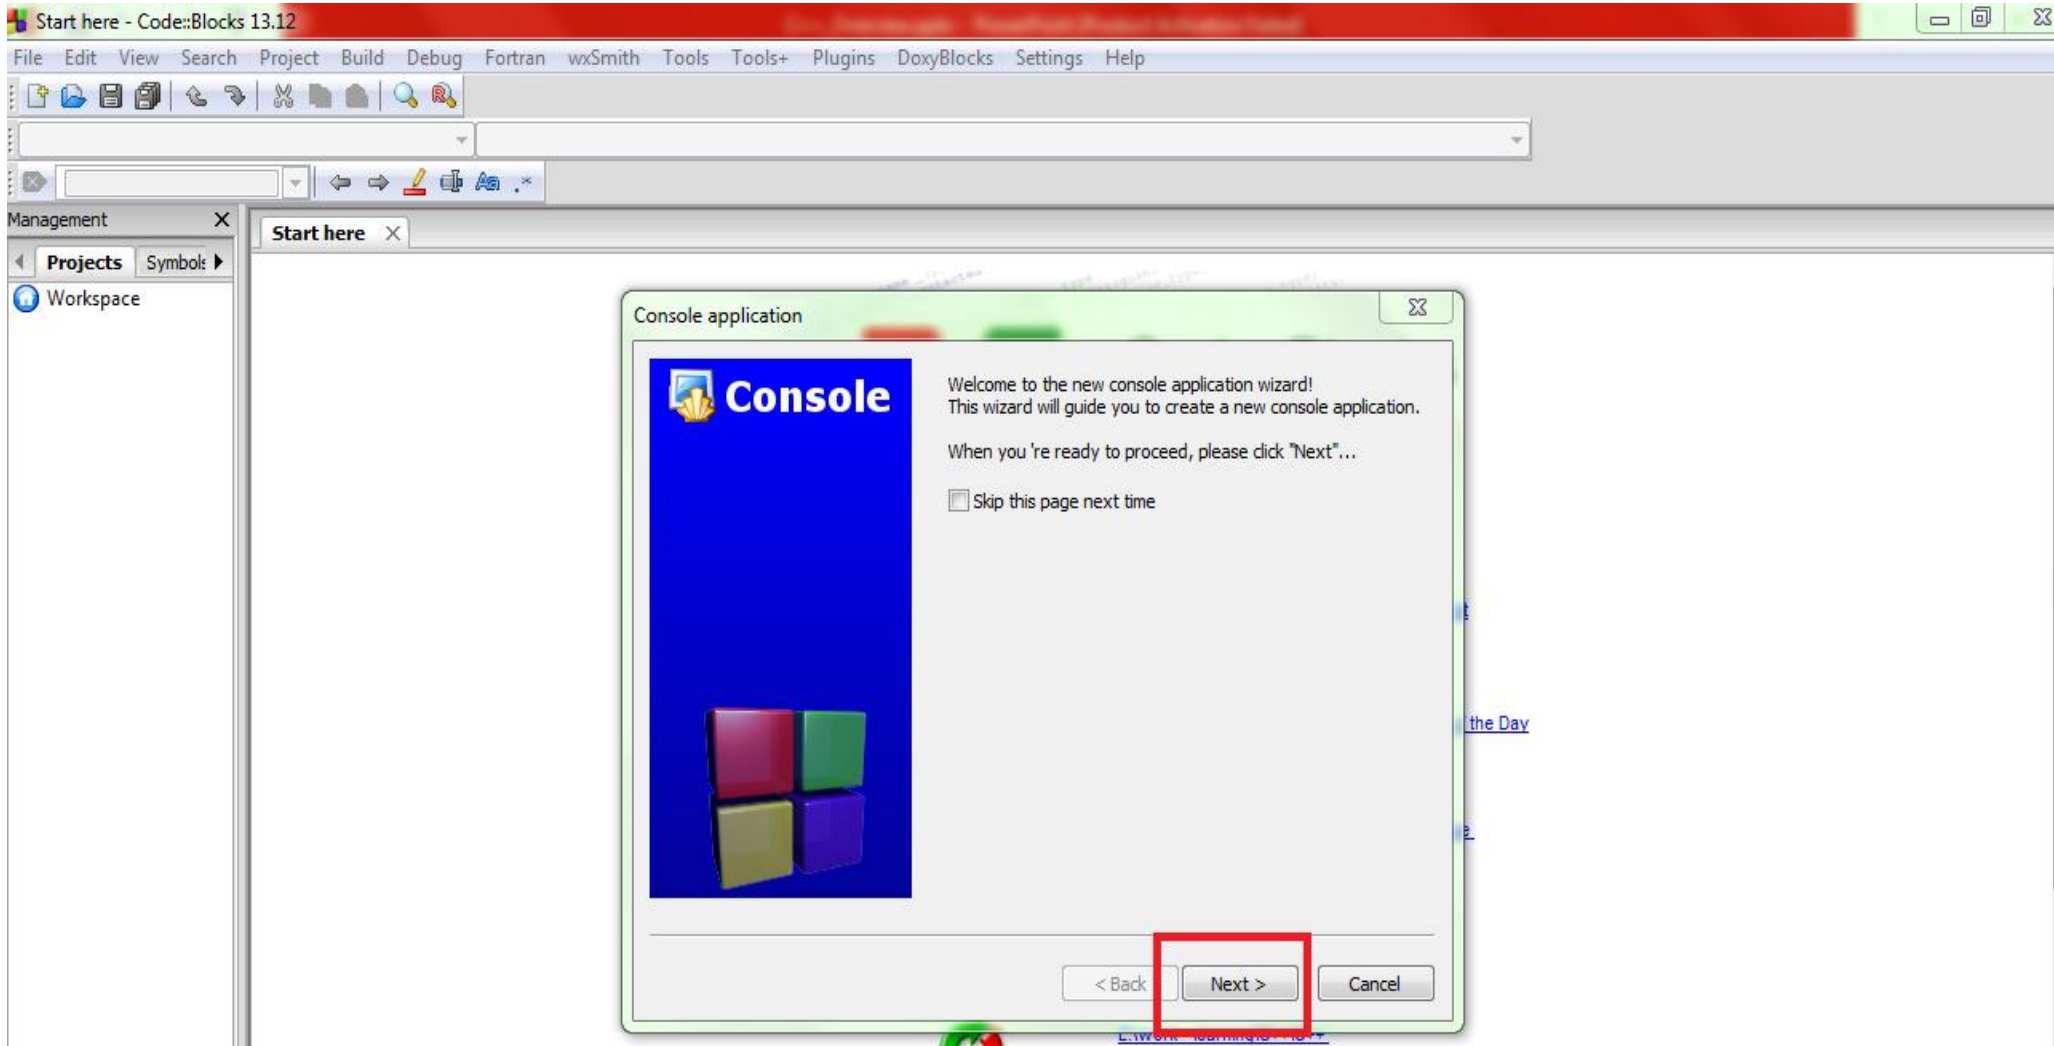 Start here - Code::Blocks 13.12
File Edit View Search Project Build Debug Fortran wxSmith Tools Tools+ Plugins DoxyBlocks Settings Help
Management
Start here
Projects Symbols
Workspace
Console application
Console
Welcome to the new console application wizard!
This wizard will guide you to create a new console application.
When you 're ready to proceed, please click "Next"...
Skip this page next time
the Day
< Back Next > Cancel